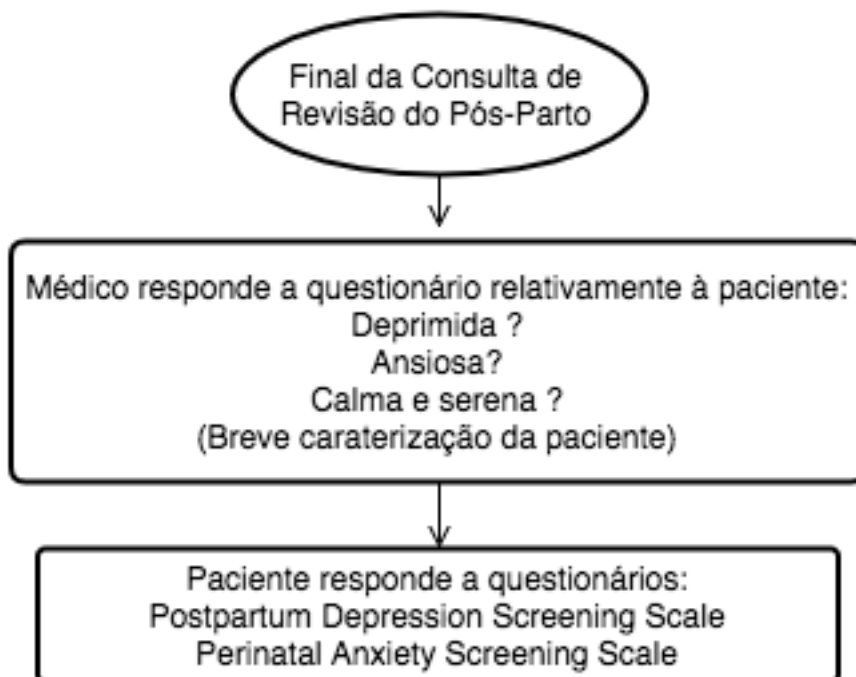 Final da Consulta de
Revisão do Pós-Parto
Médico responde a questionário relativamente à paciente:
Deprimida ?
Ansiosa?
Calma e serena ?
(Breve caraterização da paciente)
Paciente responde a questionários:
Postpartum Depression Screening Scale
Perinatal Anxiety Screening Scale